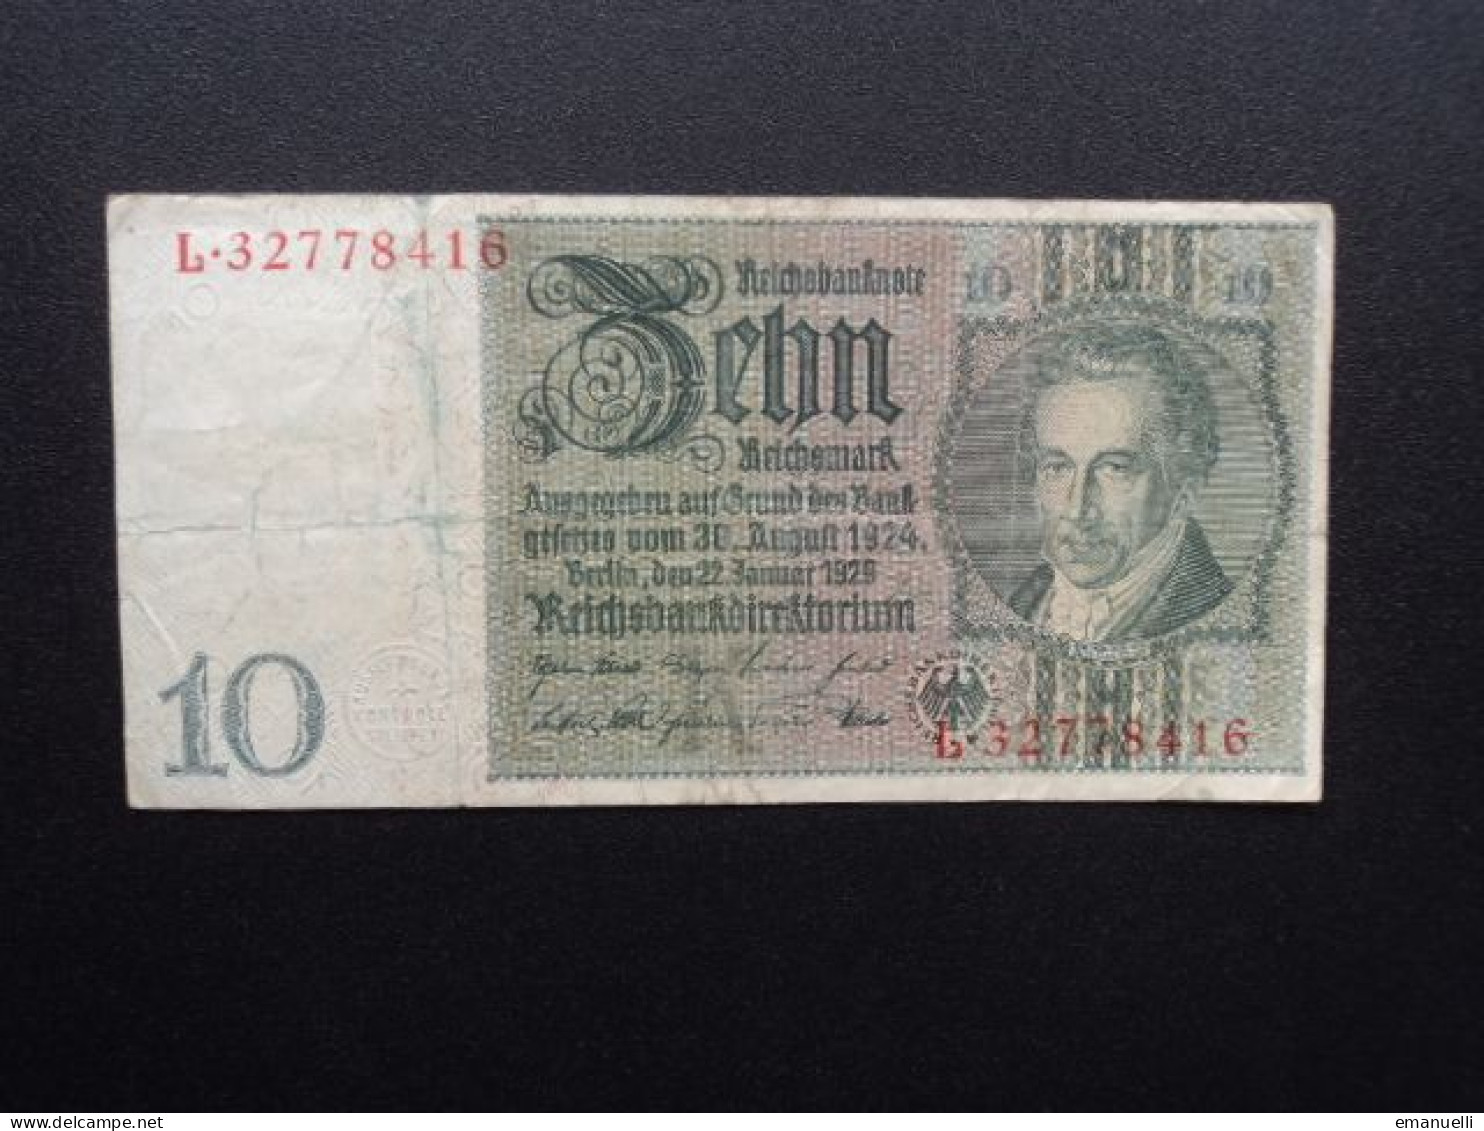 L·32778416
Reichsbanknote
10
Zehn
Reichsmark
Ausgegeben auf Grund des Bank-
gesetzes vom 30. August 1924.
Berlin, den 22. Januar 1929
Reichsbankdirektorium
10
L·32778416
delcampe.net
emanuelli